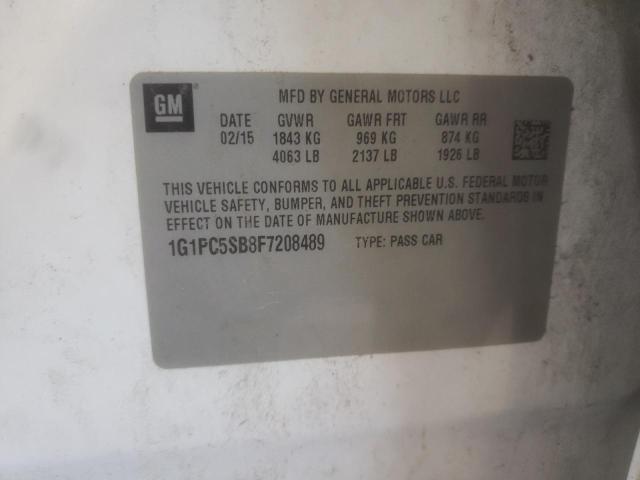 GM
MFD BY GENERAL MOTORS LLC
DATE GVWR GAWR FRT GAWR RR
02/15 1843 KG 969 KG 874 KG
4063 LB 2137 LB 1926 LB
THIS VEHICLE CONFORMS TO ALL APPLICABLE U.S. FEDERAL MOTOR
VEHICLE SAFETY, BUMPER, AND THEFT PREVENTION STANDARDS IN
EFFECT ON THE DATE OF MANUFACTURE SHOWN ABOVE.
1G1PC5SB8F7208489 TYPE: PASS CAR